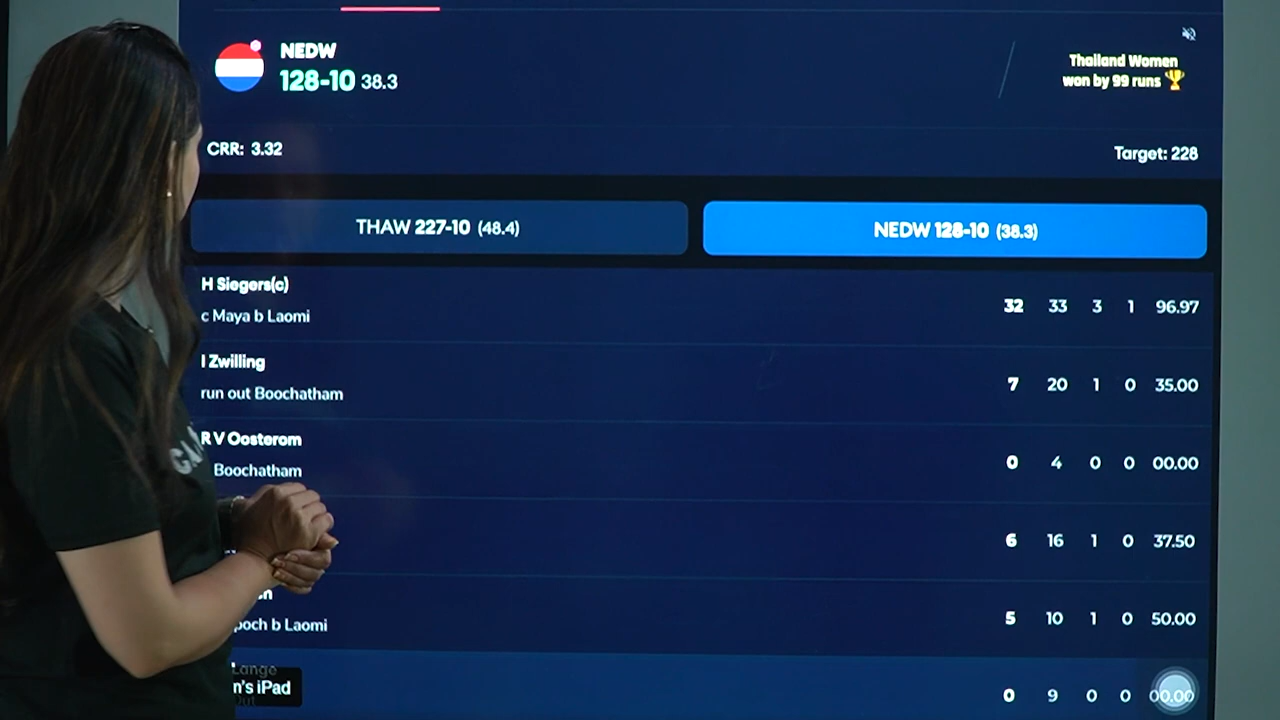 NEDW
128-10 38.3
Thailand Women
won by 99 runs 🏆
CRR: 3.32
Target: 228
THAW 227-10 (48.4)
NEDW 128-10 (38.3)
H Siegers(c)
c Maya b Laomi
32 33 3 1 96.97
I Zwilling
run out Boochatham
7 20 1 0 35.00
R V Oosterom
Boochatham
0 4 0 0 00.00
6 16 1 0 37.50
b Laomi
5 10 1 0 50.00
Lange
n's iPad
0 9 0 0 00.00